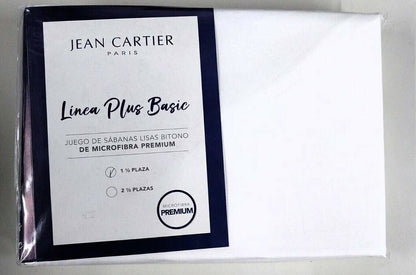 JEAN CARTIER
PARIS
Linea Plus Basic
JUEGO DE SÁBANAS LISAS BITONO
DE MICROFIBRA PREMIUM
1 ½ PLAZA
2 ½ PLAZAS
MICROFIBRA
PREMIUM